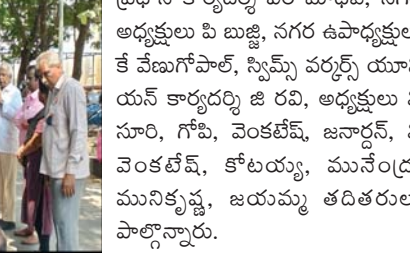 అధ్యక్షులు పి బుజ్జి, నగర ఉపాధ్యక్షుల
కే వేణుగోపాల్, స్విమ్స్ వర్కర్స్ యూ
యన్ కార్యదర్శి జి రవి, అధ్యక్షులు
సూరి, గోపి, వెంకటేష్, జనార్దన్,
వెంకటేష్, కోటయ్య, మునేంద్ర
మునికృష్ణ, జయమ్మ తదితరుల
పాల్గొన్నారు.